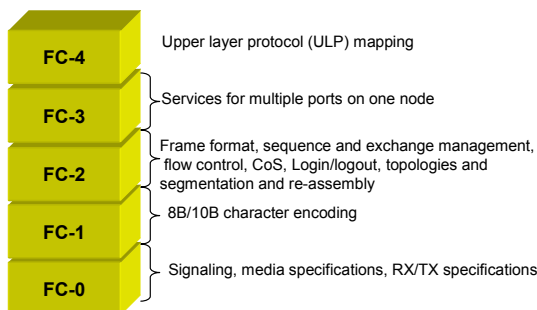 FC-4
Upper layer protocol (ULP) mapping
FC-3
Services for multiple ports on one node
FC-2
Frame format, sequence and exchange management,
flow control, CoS, Login/logout, topologies and
segmentation and re-assembly
FC-1
8B/10B character encoding
FC-0
Signaling, media specifications, RX/TX specifications